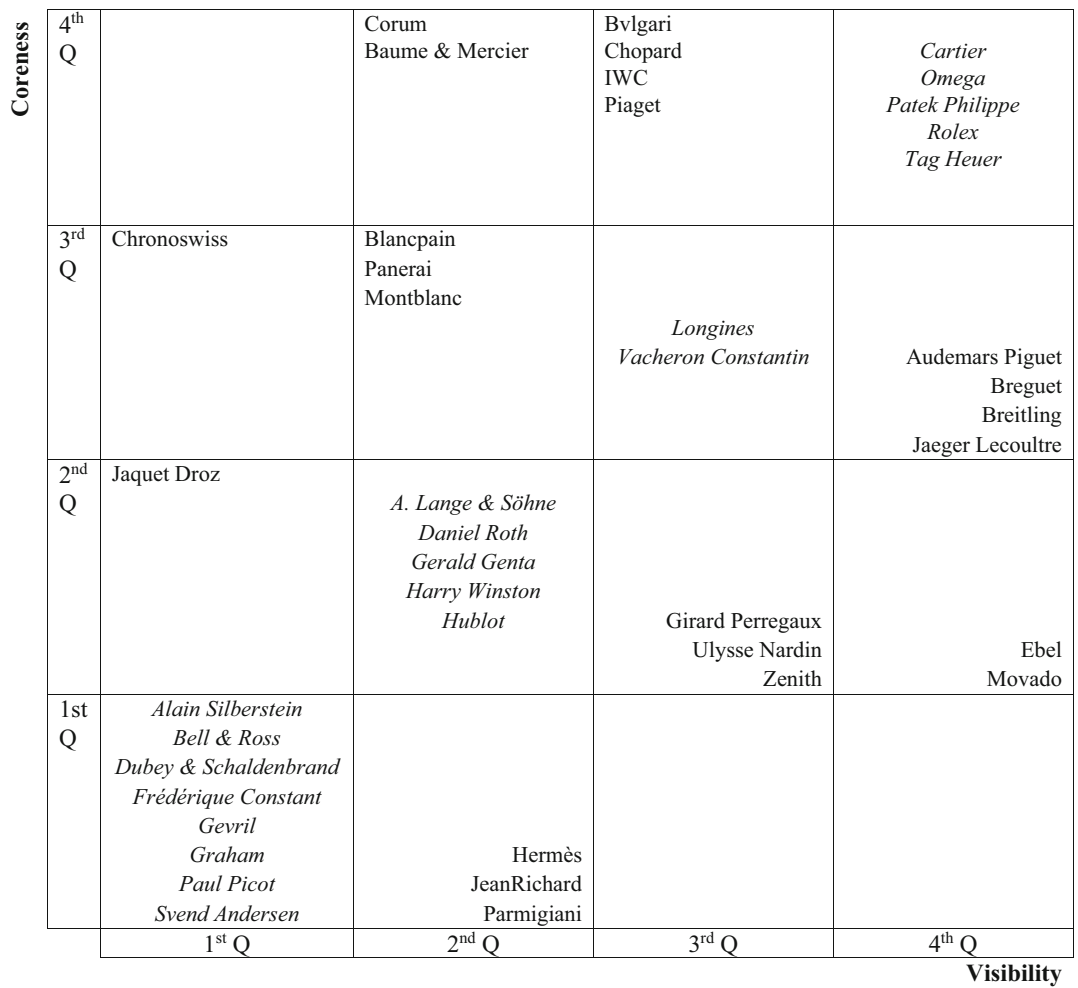 Coreness
4th Q
Corum
Baume & Mercier
Bvlgari
Chopard
IWC
Piaget
Cartier
Omega
Patek Philippe
Rolex
Tag Heuer
3rd Q
Chronoswiss
Blancpain
Panerai
Montblanc
Longines
Vacheron Constantin
Audemars Piguet
Breguet
Breitling
Jaeger Lecoultre
2nd Q
Jaquet Droz
A. Lange & Söhne
Daniel Roth
Gerald Genta
Harry Winston
Hublot
Girard Perregaux
Ulysse Nardin
Zenith
Ebel
Movado
1st Q
Alain Silberstein
Bell & Ross
Dubey & Schaldenbrand
Frédérique Constant
Gevril
Graham
Paul Picot
Svend Andersen
Hermès
JeanRichard
Parmigiani
1st Q
2nd Q
3rd Q
4th Q
Visibility